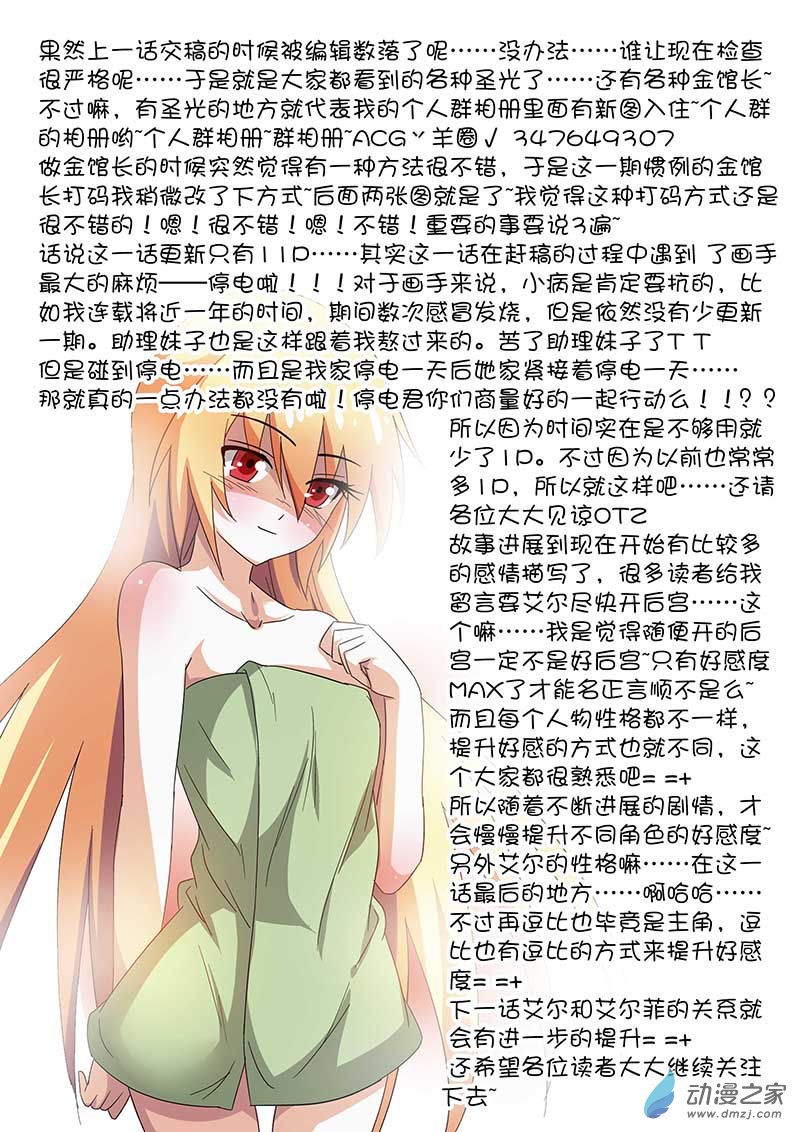 果然上一话交稿的时候被编辑数落了呢……没办法……谁让现在检查
很严格呢……于是就是大家都看到的各种圣光了……还有各种金馆长~
不过嘛，有圣光的地方就代表我的个人群相册里面有新图入住~个人群
的相册哟~个人群相册~群相册~ACG丷羊圈√ 347649307
做金馆长的时候突然觉得有一种方法很不错，于是这一期惯例的金馆
长打码我稍微改了下方式~后面两张图就是了~我觉得这种打码方式还是
很不错的！嗯！很不错！嗯！不错！重要的事要说3遍~
话说这一话更新只有11P……其实这一话在赶稿的过程中遇到 了画手
最大的麻烦——停电啦！！！对于画手来说，小病是肯定要抗的，比
如我连载将近一年的时间，期间数次感冒发烧，但是依然没有少更新
一期。助理妹子也是这样跟着我熬过来的。苦了助理妹子了T T
但是碰到停电……而且是我家停电一天后她家紧接着停电一天……
那就真的一点办法都没有啦！停电君你们商量好的一起行动么！！？？
所以因为时间实在是不够用就
少了1P。不过因为以前也常常
多1P，所以就这样吧……还请
各位大大见谅OTZ
故事进展到现在开始有比较多
的感情描写了，很多读者给我
留言要艾尔尽快开后宫……这
个嘛……我是觉得随便开的后
宫一定不是好后宫~只有好感度
MAX了才能名正言顺不是么~
而且每个人物性格都不一样，
提升好感的方式也就不同，这
个大家都很熟悉吧= =+
所以随着不断进展的剧情，才
会慢慢提升不同角色的好感度~
另外艾尔的性格嘛……在这一
话最后的地方……啊哈哈……
不过再逗比也毕竟是主角，逗
比也有逗比的方式来提升好感
度= =+
下一话艾尔和艾尔菲的关系就
会有进一步的提升= =+
还希望各位读者大大继续关注
下去~
动漫之家
www.dmzj.com